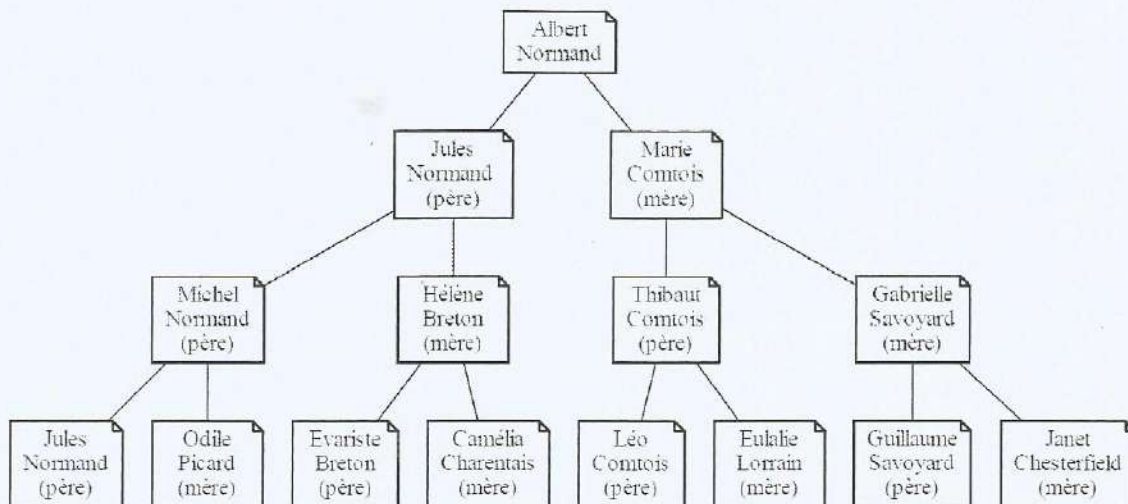 Albert
Normand
Jules
Normand
(père)
Marie
Comtois
(mère)
Michel
Normand
(père)
Hélène
Breton
(mère)
Thibaut
Comtois
(père)
Gabrielle
Savoyard
(mère)
Jules
Normand
(père)
Odile
Picard
(mère)
Evariste
Breton
(père)
Camélia
Charentais
(mère)
Léo
Comtois
(père)
Eulalie
Lorrain
(mère)
Guillaume
Savoyard
(père)
Janet
Chesterfield
(mère)